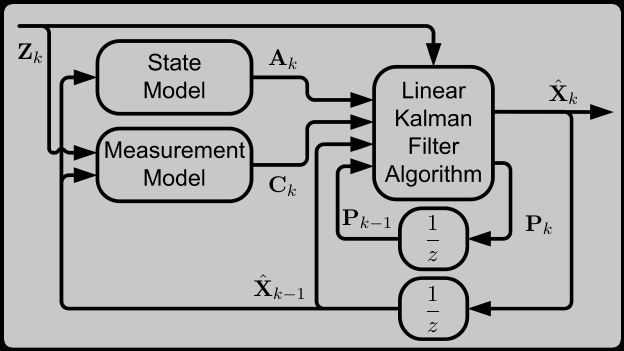 Z_k
State
Model
A_k
Measurement
Model
C_k
Linear
Kalman
Filter
Algorithm
X̂_k
P_{k−1}
1
z
P_k
X̂_{k−1}
1
z